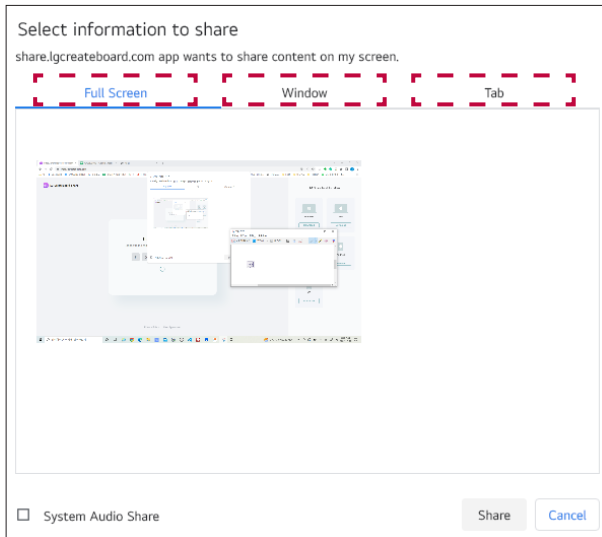 Select information to share
share.lgcreateboard.com app wants to share content on my screen.
Full Screen Window Tab
System Audio Share
Share Cancel